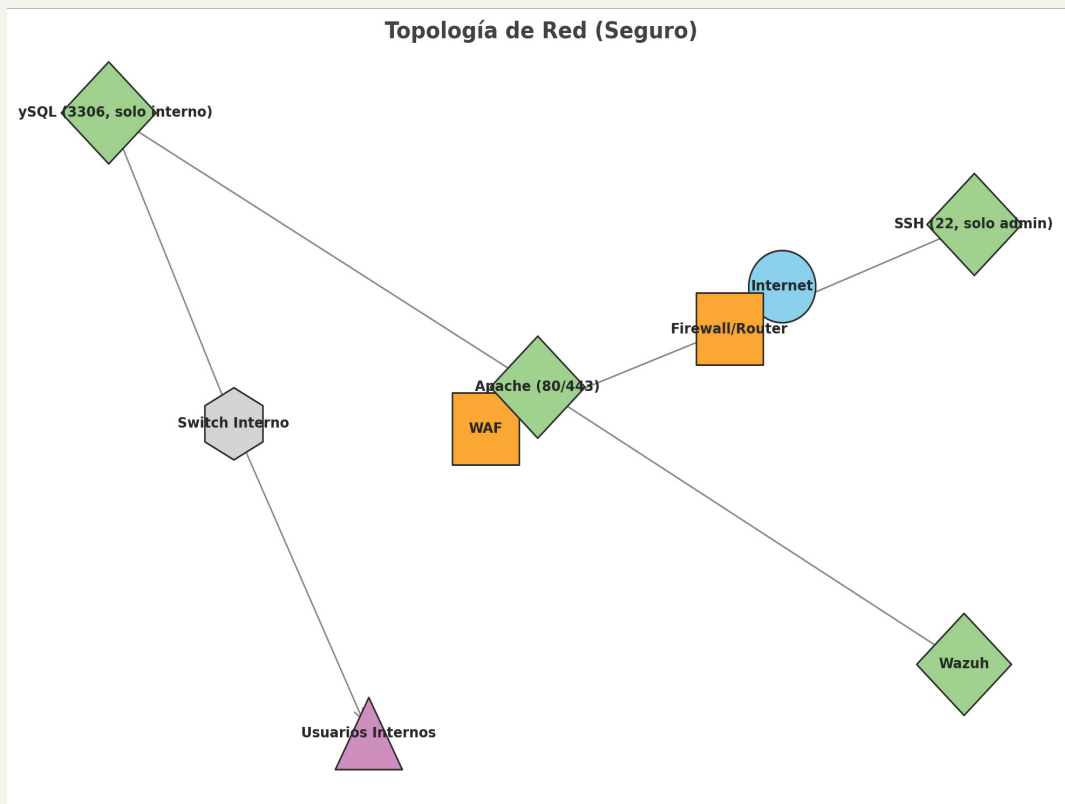 Topología de Red (Seguro)
ySQL (3306, solo interno)
SSH (22, solo admin)
Internet
Firewall/Router
Apache (80/443)
Switch Interno
WAF
Wazuh
Usuarios Internos